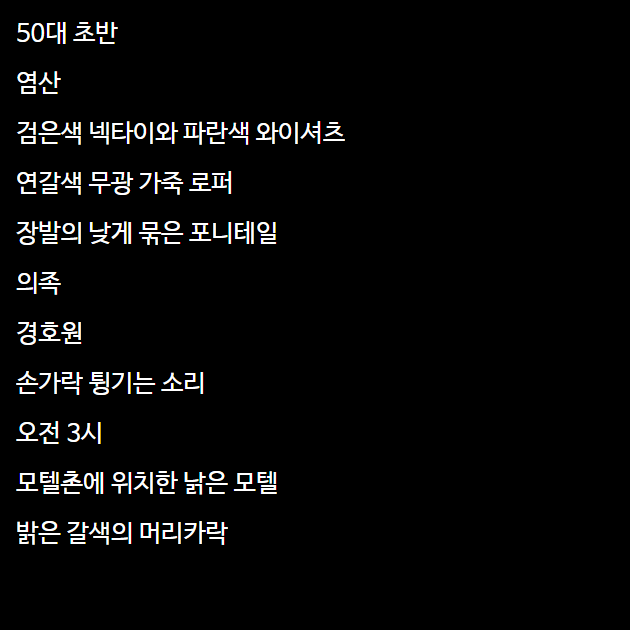 50대 초반
염산
검은색 넥타이와 파란색 와이셔츠
연갈색 무광 가죽 로퍼
장발의 낮게 묶은 포니테일
의족
경호원
손가락 튕기는 소리
오전 3시
모텔촌에 위치한 낡은 모텔
밝은 갈색의 머리카락